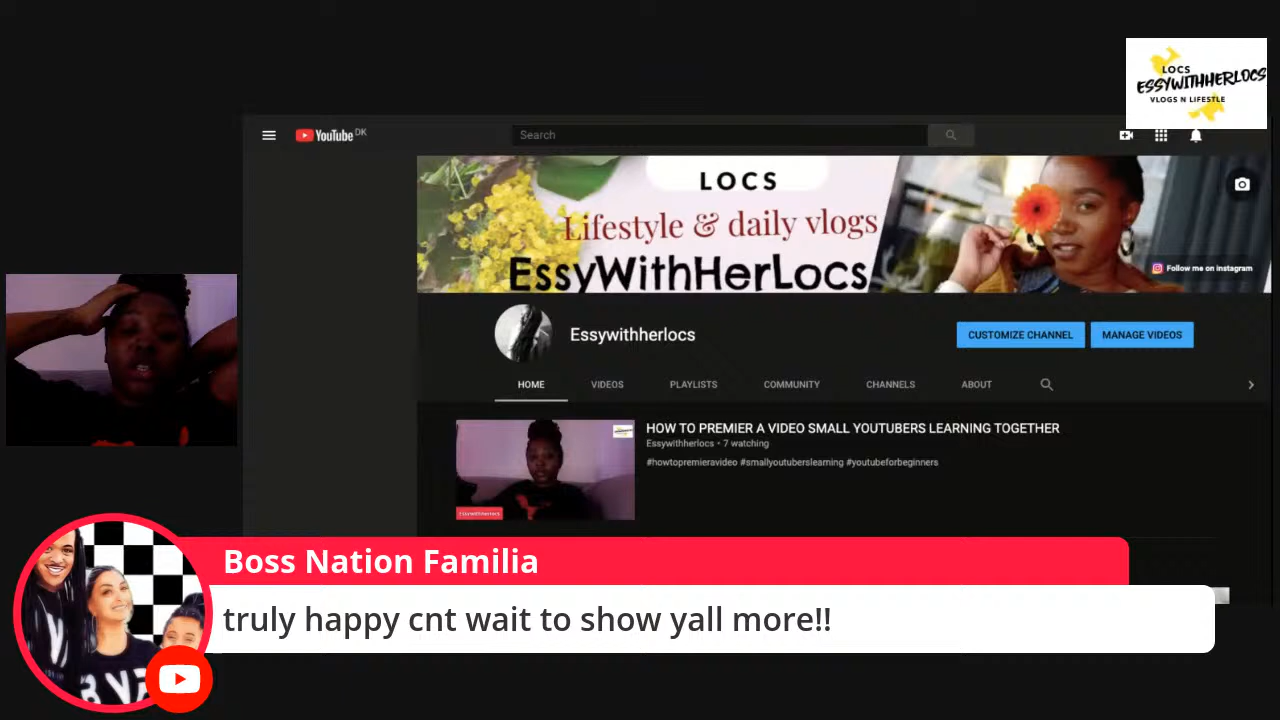 LOCS
ESSYWITHHERLOCS
VLOGS N LIFESTLE
YouTube DK
Search
LOCS
Lifestyle & daily vlogs
EssyWithHerLocs
Follow me on instagram
Essywithherlocs
CUSTOMIZE CHANNEL
MANAGE VIDEOS
HOME
VIDEOS
PLAYLISTS
COMMUNITY
CHANNELS
ABOUT
HOW TO PREMIER A VIDEO SMALL YOUTUBERS LEARNING TOGETHER
Essywithherlocs • 7 watching
#howtopremieravideo #smallyoutuberslearning #youtubeforbeginners
Essywithherlocs
Boss Nation Familia
truly happy cnt wait to show yall more!!